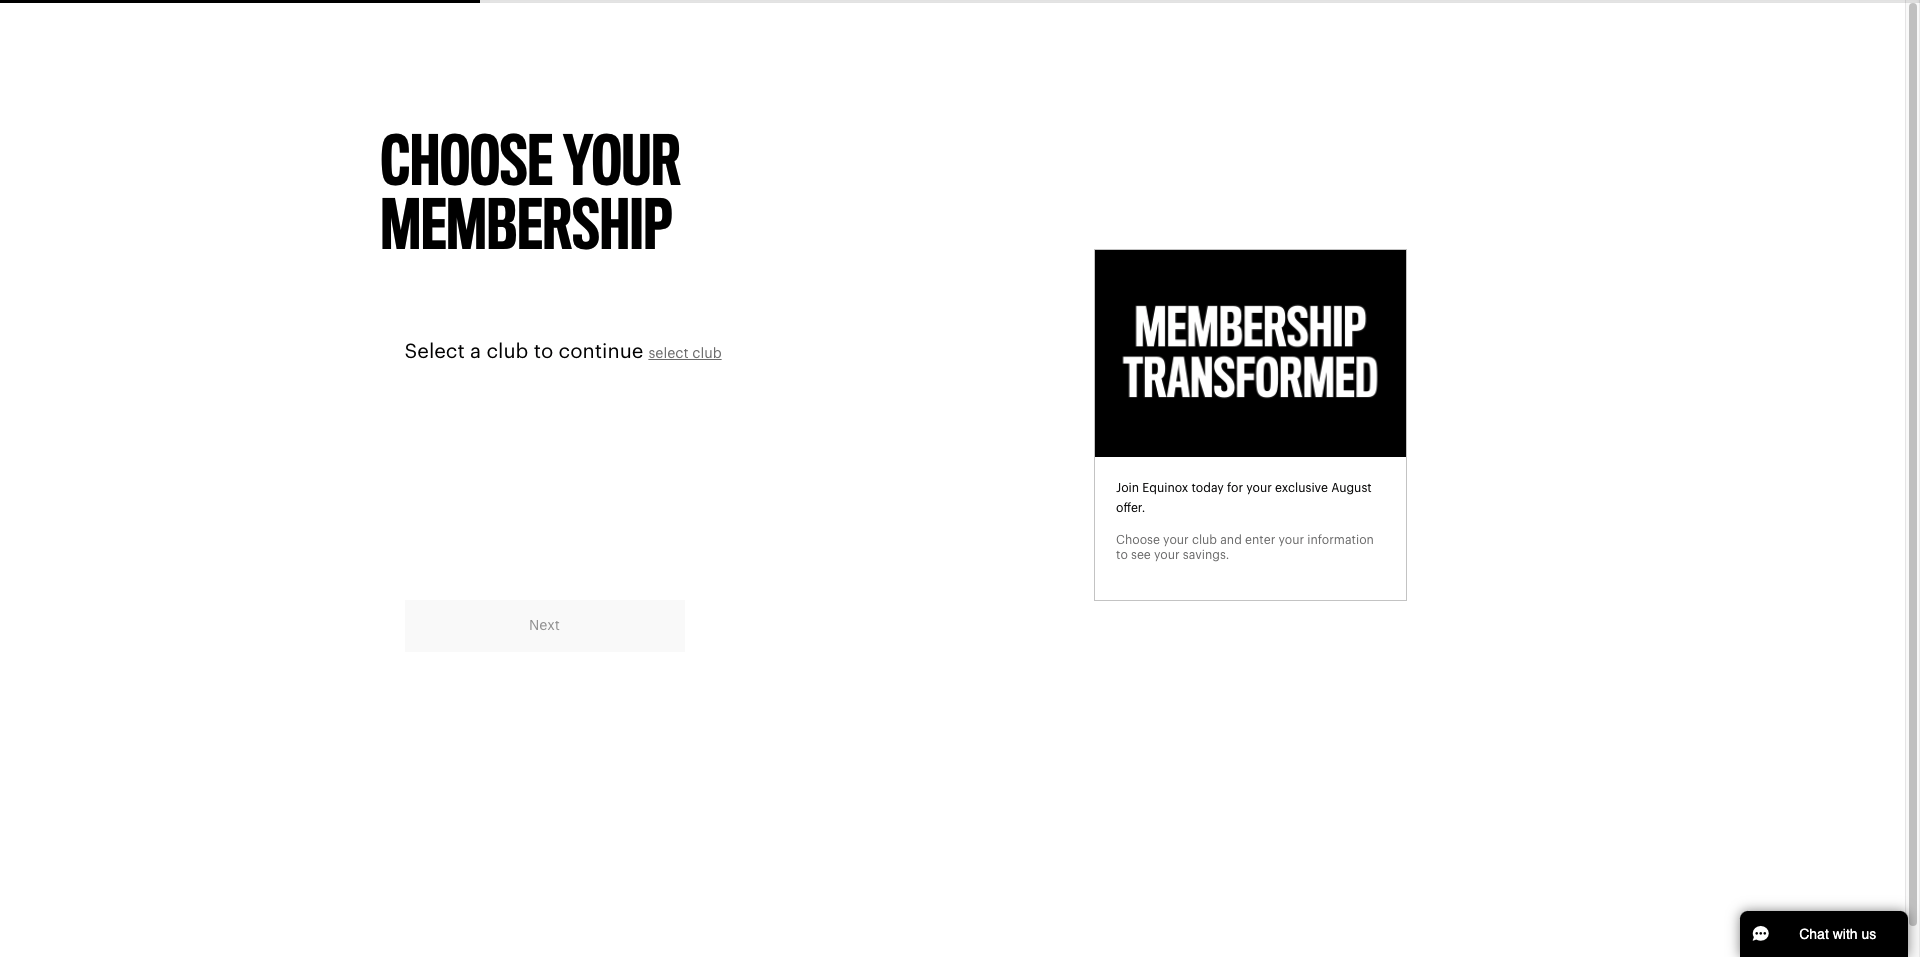 CHOOSE YOUR
MEMBERSHIP
Select a club to continue select club
Next
MEMBERSHIP
TRANSFORMED
Join Equinox today for your exclusive August
offer.
Choose your club and enter your information
to see your savings.
Chat with us